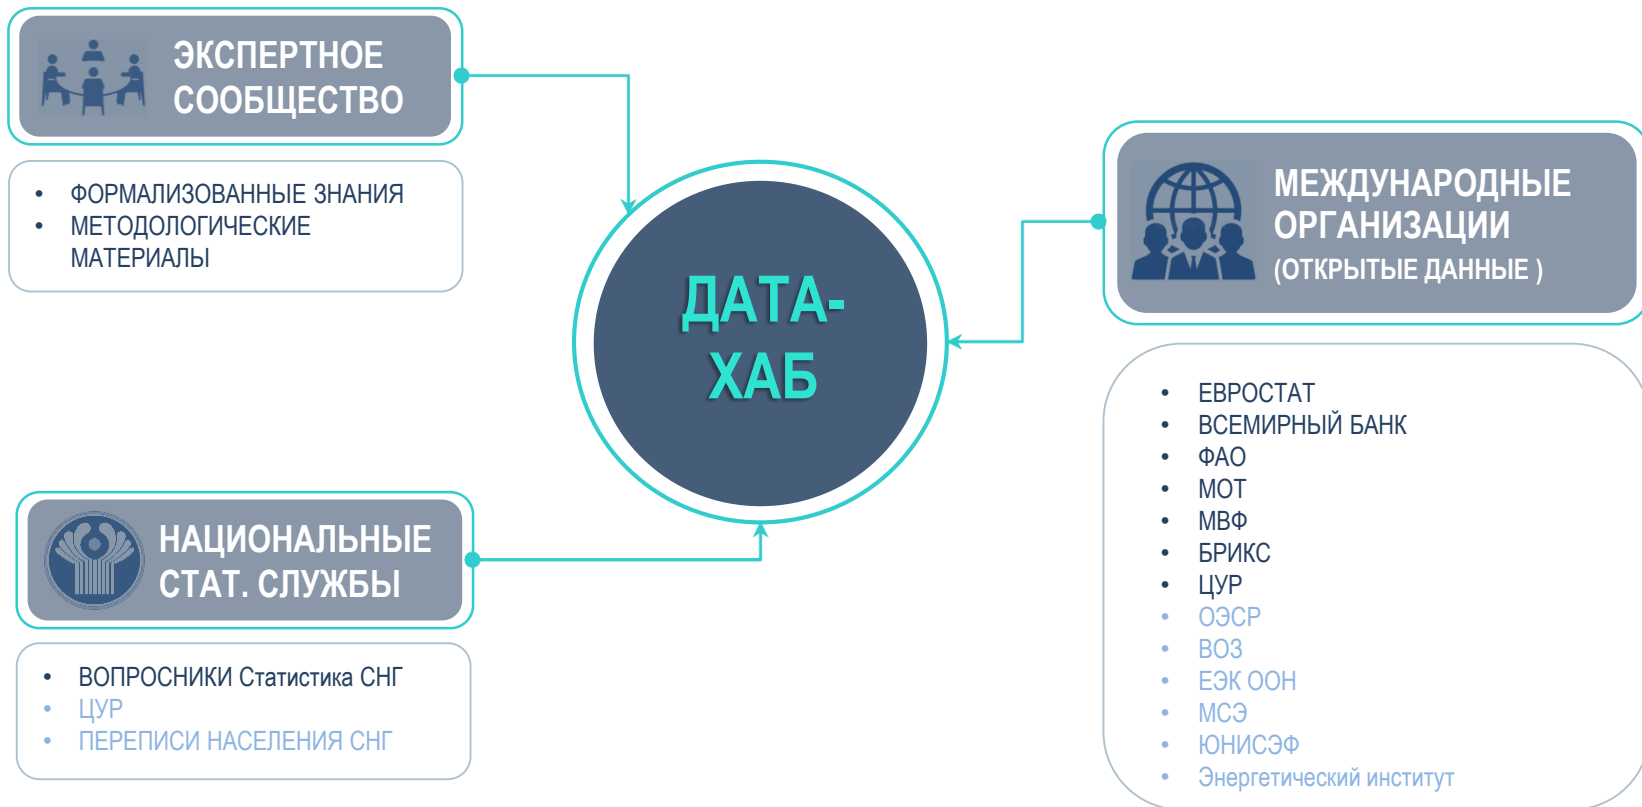 ЭКСПЕРТНОЕ
СООБЩЕСТВО
• ФОРМАЛИЗОВАННЫЕ ЗНАНИЯ
• МЕТОДОЛОГИЧЕСКИЕ
МАТЕРИАЛЫ
ДАТА-
ХАБ
МЕЖДУНАРОДНЫЕ
ОРГАНИЗАЦИИ
(ОТКРЫТЫЕ ДАННЫЕ )
• ЕВРОСТАТ
• ВСЕМИРНЫЙ БАНК
• ФАО
• МОТ
• МВФ
• БРИКС
• ЦУР
• ОЭСР
• ВОЗ
• ЕЭК ООН
• МСЭ
• ЮНИСЭФ
• Энергетический институт
НАЦИОНАЛЬНЫЕ
СТАТ. СЛУЖБЫ
• ВОПРОСНИКИ Статистика СНГ
• ЦУР
• ПЕРЕПИСИ НАСЕЛЕНИЯ СНГ